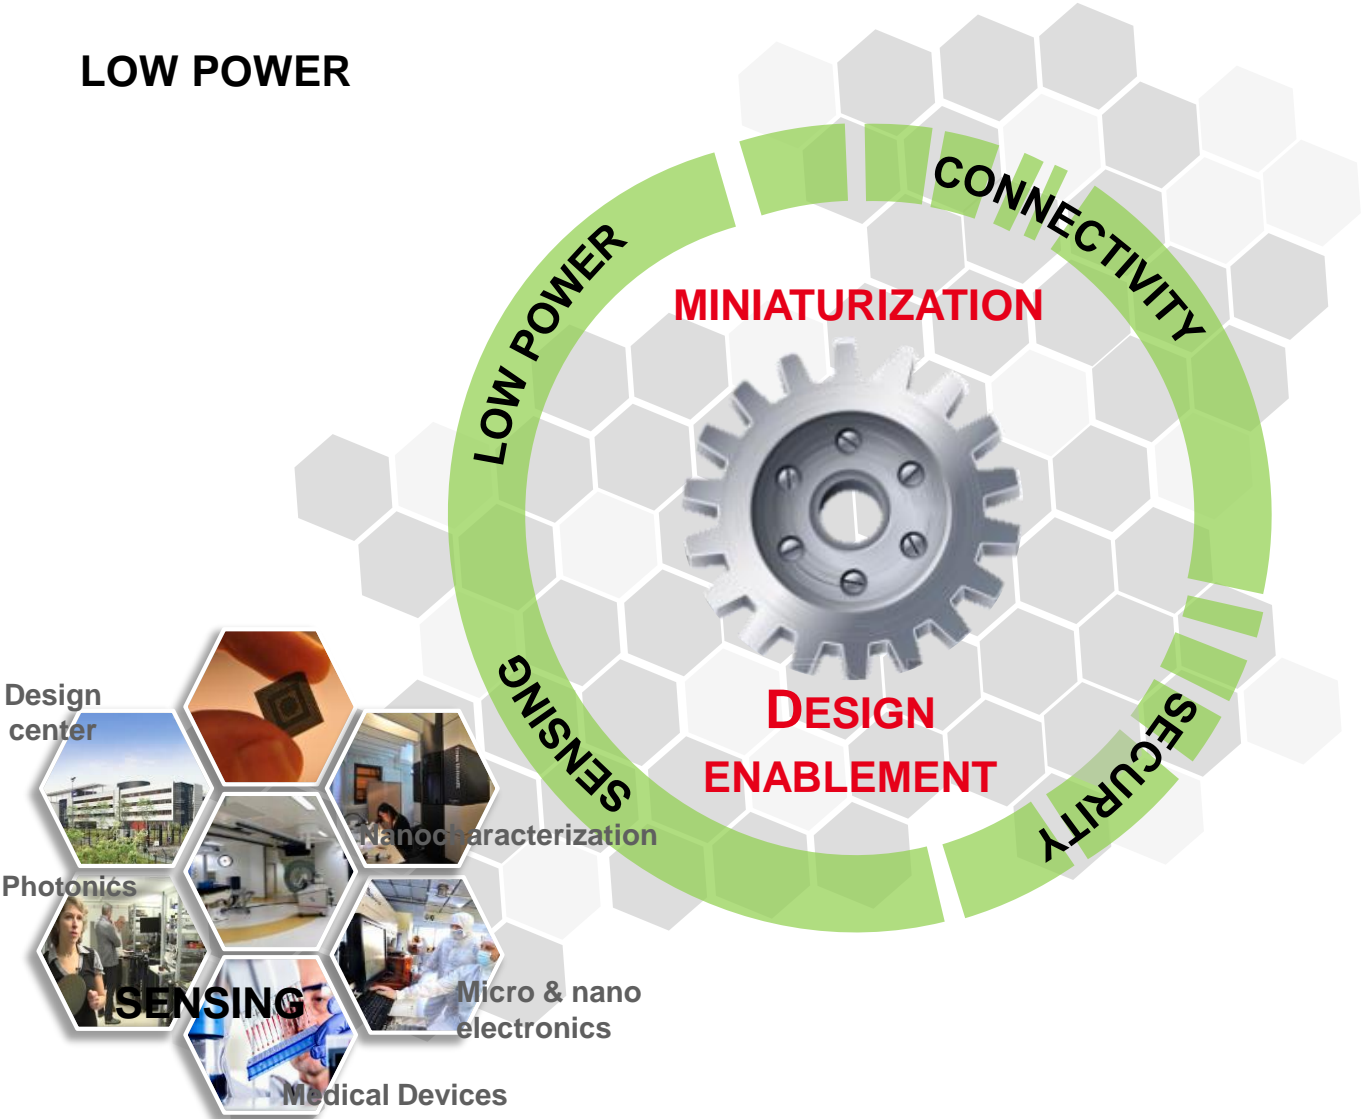 LOW POWER
CONNECTIVITY
LOW POWER
MINIATURIZATION
SENSING
DESIGN
ENABLEMENT
SECURITY
Design
center
Nanocharacterization
Photonics
SENSING
Micro & nano
electronics
Medical Devices